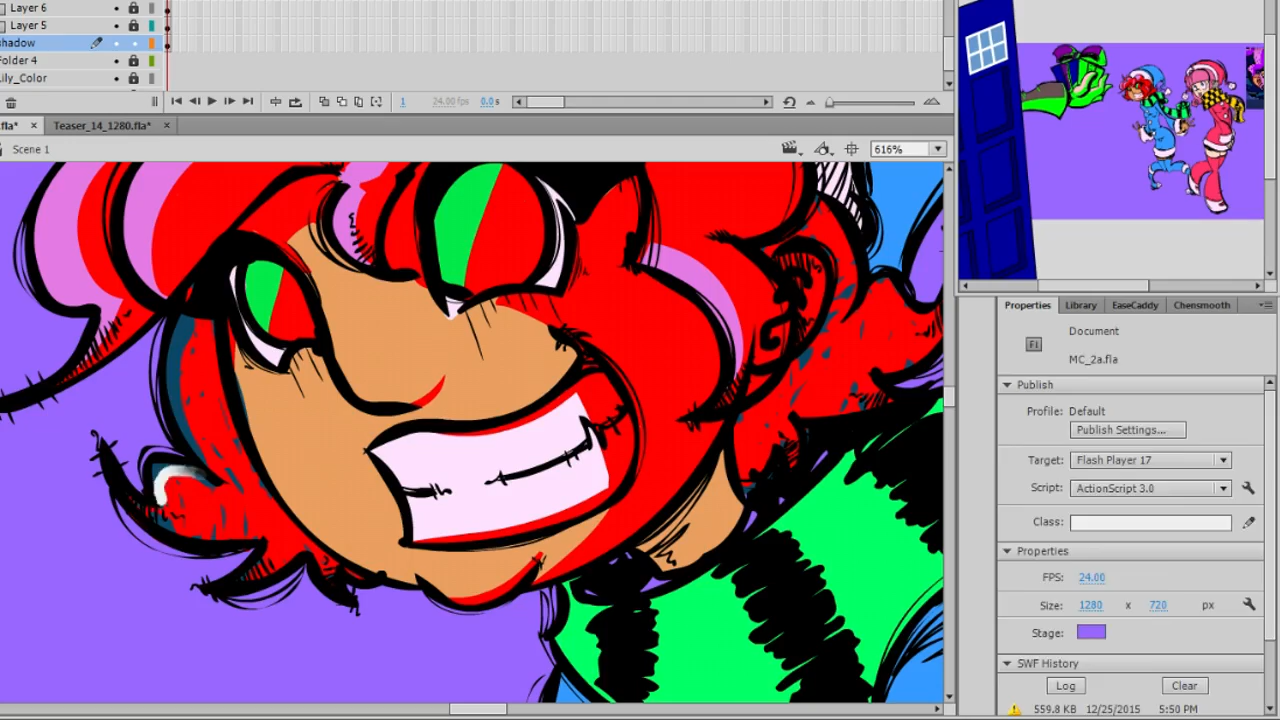 Layer 6
Layer 5
shadow
Folder 4
Lily_Color
1 24.00 fps 0.0 s
.fla* × Teaser_14_1280.fla* ×
Scene 1
616%
Properties Library EaseCaddy Chensmooth
Document
Fl
MC_2a.fla
Publish
Profile: Default
Publish Settings...
Target: Flash Player 17
Script: ActionScript 3.0
Class:
Properties
FPS: 24.00
Size: 1280 x 720 px
Stage:
SWF History
Log Clear
559.8 KB 12/25/2015 5:50 PM